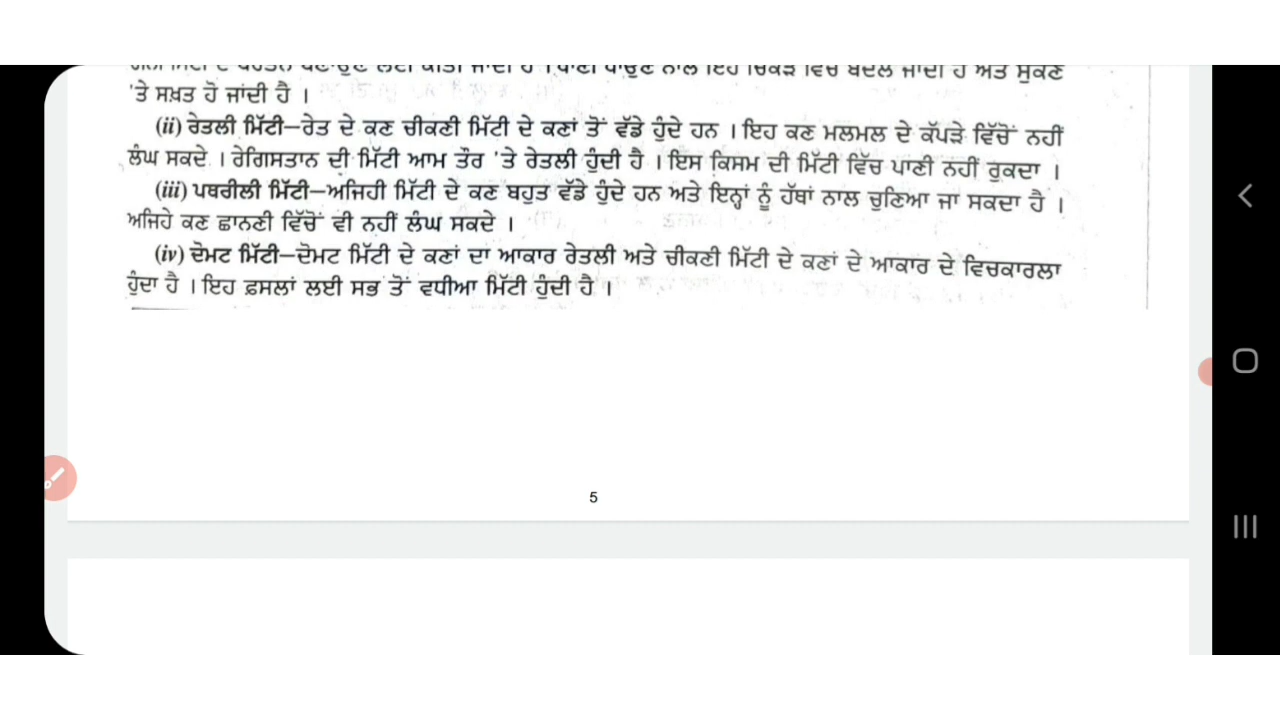 'ਤੇ ਸਖ਼ਤ ਹੋ ਜਾਂਦੀ ਹੈ ।
(ii) ਰੇਤਲੀ ਮਿੱਟੀ—ਰੇਤ ਦੇ ਕਣ ਚੀਕਣੀ ਮਿੱਟੀ ਦੇ ਕਣਾਂ ਤੋਂ ਵੱਡੇ ਹੁੰਦੇ ਹਨ । ਇਹ ਕਣ ਮਲਮਲ ਦੇ ਕੱਪੜੇ ਵਿੱਚੋਂ ਨਹੀਂ
ਲੰਘ ਸਕਦੇ । ਰੇਗਿਸਤਾਨ ਦੀ ਮਿੱਟੀ ਆਮ ਤੌਰ 'ਤੇ ਰੇਤਲੀ ਹੁੰਦੀ ਹੈ । ਇਸ ਕਿਸਮ ਦੀ ਮਿੱਟੀ ਵਿੱਚ ਪਾਣੀ ਨਹੀਂ ਰੁਕਦਾ ।
(iii) ਪਥਰੀਲੀ ਮਿੱਟੀ—ਅਜਿਹੀ ਮਿੱਟੀ ਦੇ ਕਣ ਬਹੁਤ ਵੱਡੇ ਹੁੰਦੇ ਹਨ ਅਤੇ ਇਨ੍ਹਾਂ ਨੂੰ ਹੱਥਾਂ ਨਾਲ ਚੁਣਿਆ ਜਾ ਸਕਦਾ ਹੈ ।
ਅਜਿਹੇ ਕਣ ਛਾਨਣੀ ਵਿੱਚੋਂ ਵੀ ਨਹੀਂ ਲੰਘ ਸਕਦੇ ।
(iv) ਦੋਮਟ ਮਿੱਟੀ—ਦੋਮਟ ਮਿੱਟੀ ਦੇ ਕਣਾਂ ਦਾ ਆਕਾਰ ਰੇਤਲੀ ਅਤੇ ਚੀਕਣੀ ਮਿੱਟੀ ਦੇ ਕਣਾਂ ਦੇ ਆਕਾਰ ਦੇ ਵਿਚਕਾਰਲਾ
ਹੁੰਦਾ ਹੈ । ਇਹ ਫ਼ਸਲਾਂ ਲਈ ਸਭ ਤੋਂ ਵਧੀਆ ਮਿੱਟੀ ਹੁੰਦੀ ਹੈ ।
5